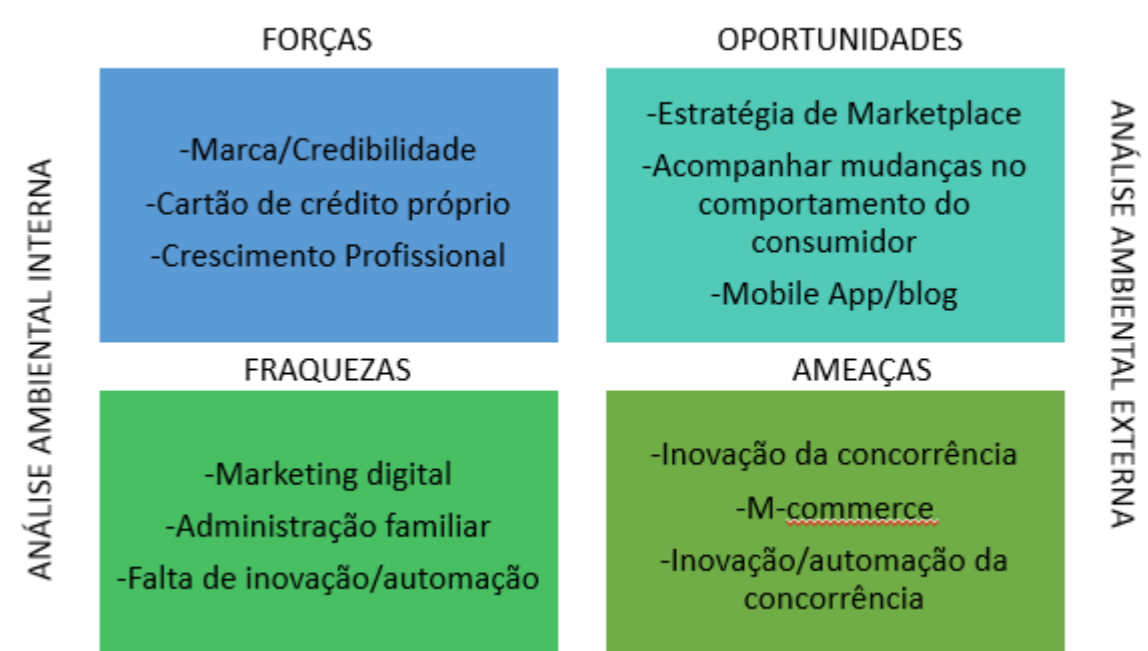 FORÇAS
-Marca/Credibilidade
-Cartão de crédito próprio
-Crescimento Profissional
OPORTUNIDADES
-Estratégia de Marketplace
-Acompanhar mudanças no
comportamento do
consumidor
-Mobile App/blog
FRAQUEZAS
-Marketing digital
-Administração familiar
-Falta de inovação/automação
AMEAÇAS
-Inovação da concorrência
-M-commerce
-Inovação/automação da
concorrência
ANÁLISE AMBIENTAL INTERNA
ANÁLISE AMBIENTAL EXTERNA